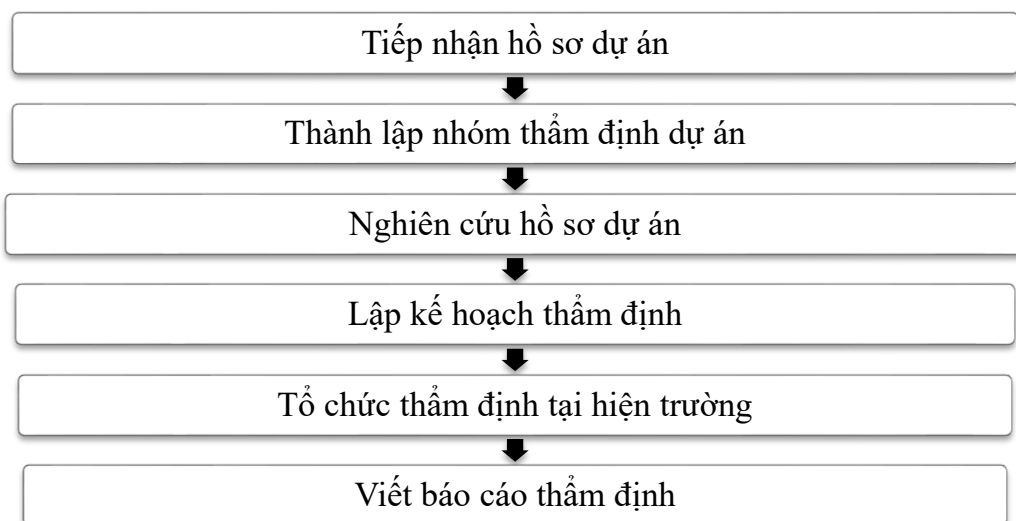 Tiếp nhận hồ sơ dự án
Thành lập nhóm thẩm định dự án
Nghiên cứu hồ sơ dự án
Lập kế hoạch thẩm định
Tổ chức thẩm định tại hiện trường
Viết báo cáo thẩm định